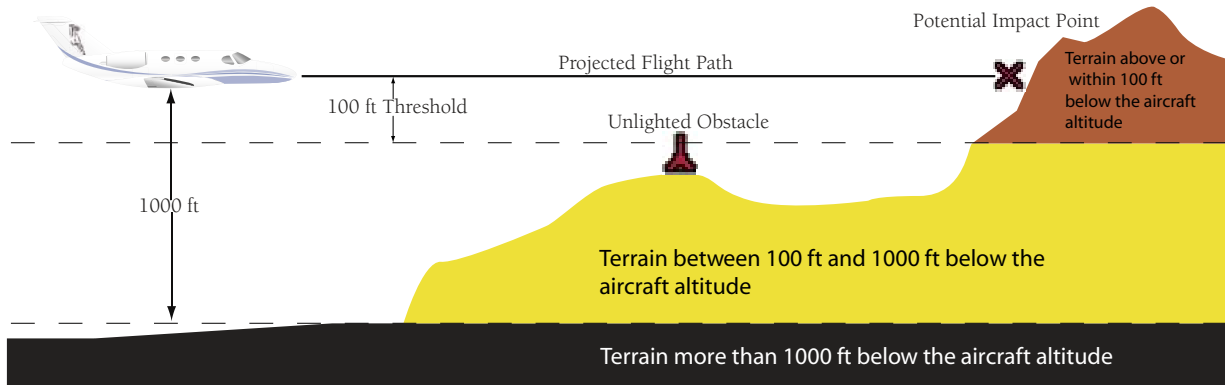 Potential Impact Point
Projected Flight Path
Terrain above or
within 100 ft
below the aircraft
altitude
100 ft Threshold
Unlighted Obstacle
1000 ft
Terrain between 100 ft and 1000 ft below the
aircraft altitude
Terrain more than 1000 ft below the aircraft altitude